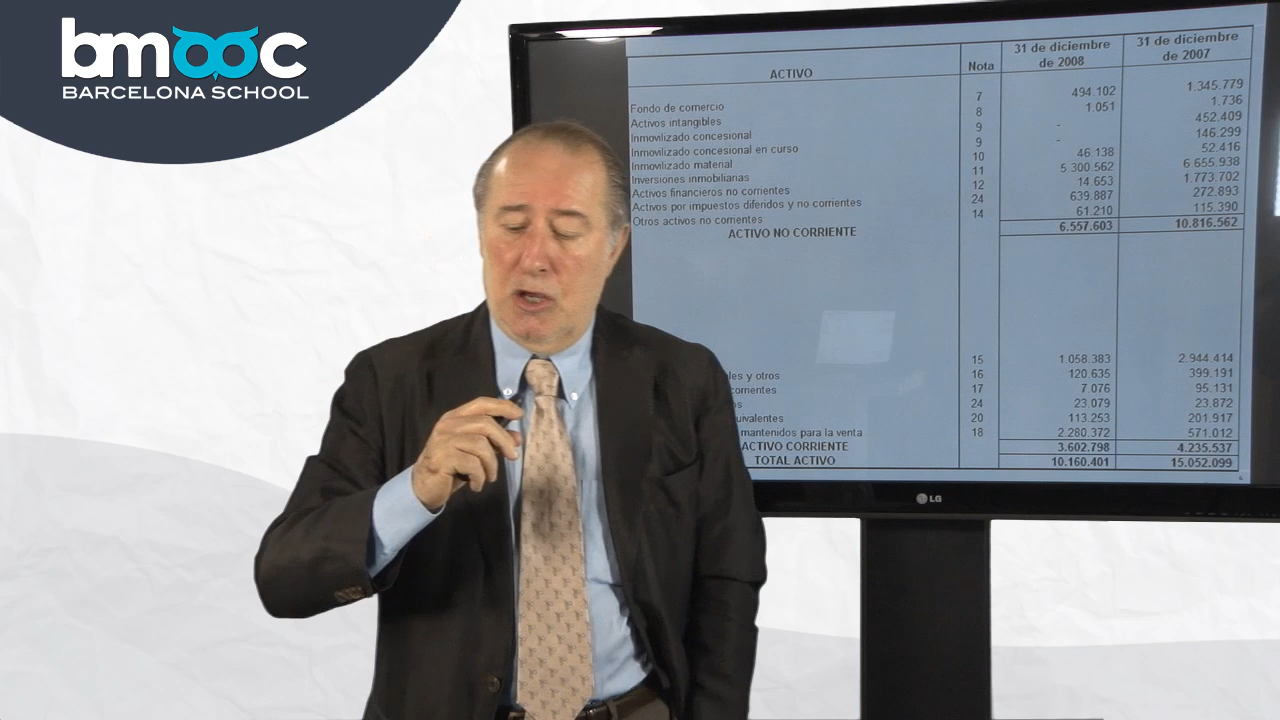 bmooc
BARCELONA SCHOOL
ACTIVO Nota 31 de diciembre de 2008 31 de diciembre de 2007
Fondo de comercio 7 494.102 1.345.779
Activos intangibles 8 1.051 1.736
Inmovilizado concesional 9 - 452.409
Inmovilizado concesional en curso 9 - 146.299
Inmovilizado material 10 46.138 52.416
Inversiones inmobiliarias 11 5.300.562 6 655.938
Activos financieros no corrientes 12 14.653 1.773.702
Activos por impuestos diferidos y no corrientes 24 639.887 272.893
Otros activos no corrientes 14 61.210 115.390
ACTIVO NO CORRIENTE 6.557.603 10.816.562
15 1.058.383 2.944.414
les y otros 16 120.635 399.191
corrientes 17 7.076 95.131
os 24 23.079 23.872
uivalentes 20 113.253 201.917
mantenidos para la venta 18 2.280.372 571.012
ACTIVO CORRIENTE 3.602.798 4.235.537
TOTAL ACTIVO 10.160.401 15.052.099
LG